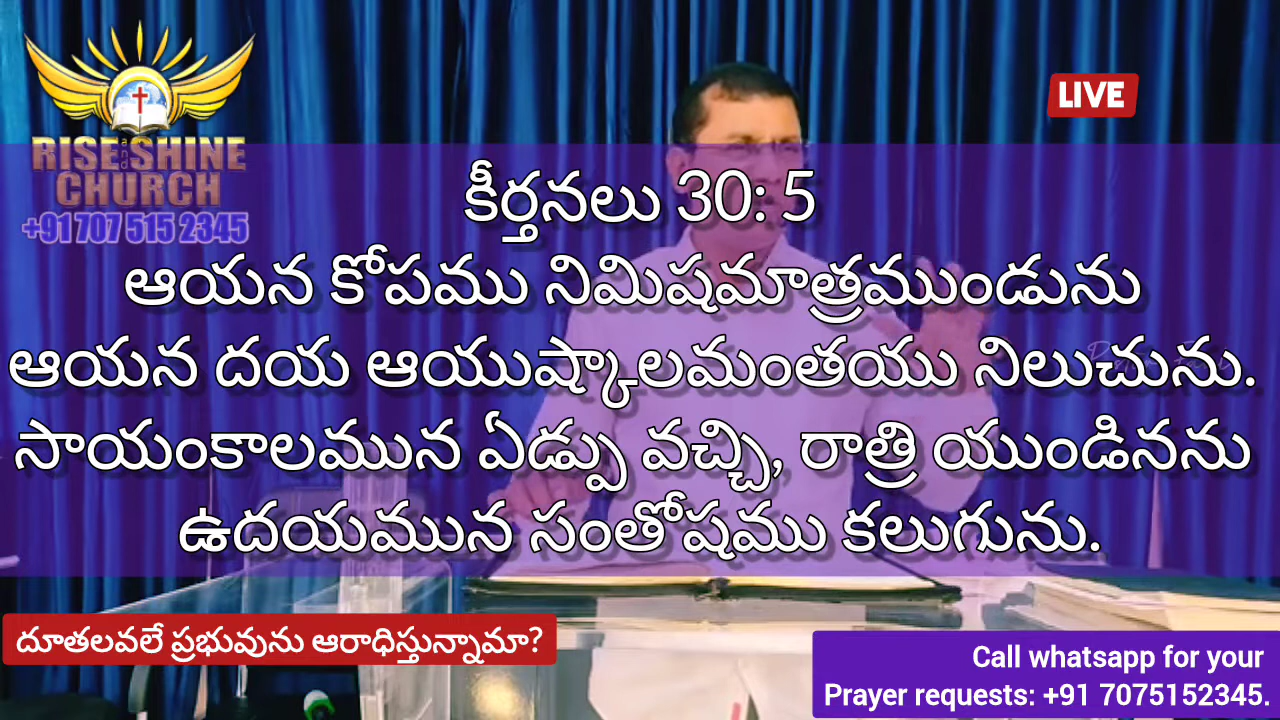 RISE and SHINE
CHURCH
+91 707 515 2345
LIVE
కీర్తనలు 30: 5
ఆయన కోపము నిమిషమాత్రముండును
ఆయన దయ ఆయుష్కాలమంతయు నిలుచును.
సాయంకాలమున ఏడ్పు వచ్చి, రాత్రి యుండినను
ఉదయమున సంతోషము కలుగును.
దూతలవలే ప్రభువును ఆరాధిస్తున్నామా?
Call whatsapp for your
Prayer requests: +91 7075152345.